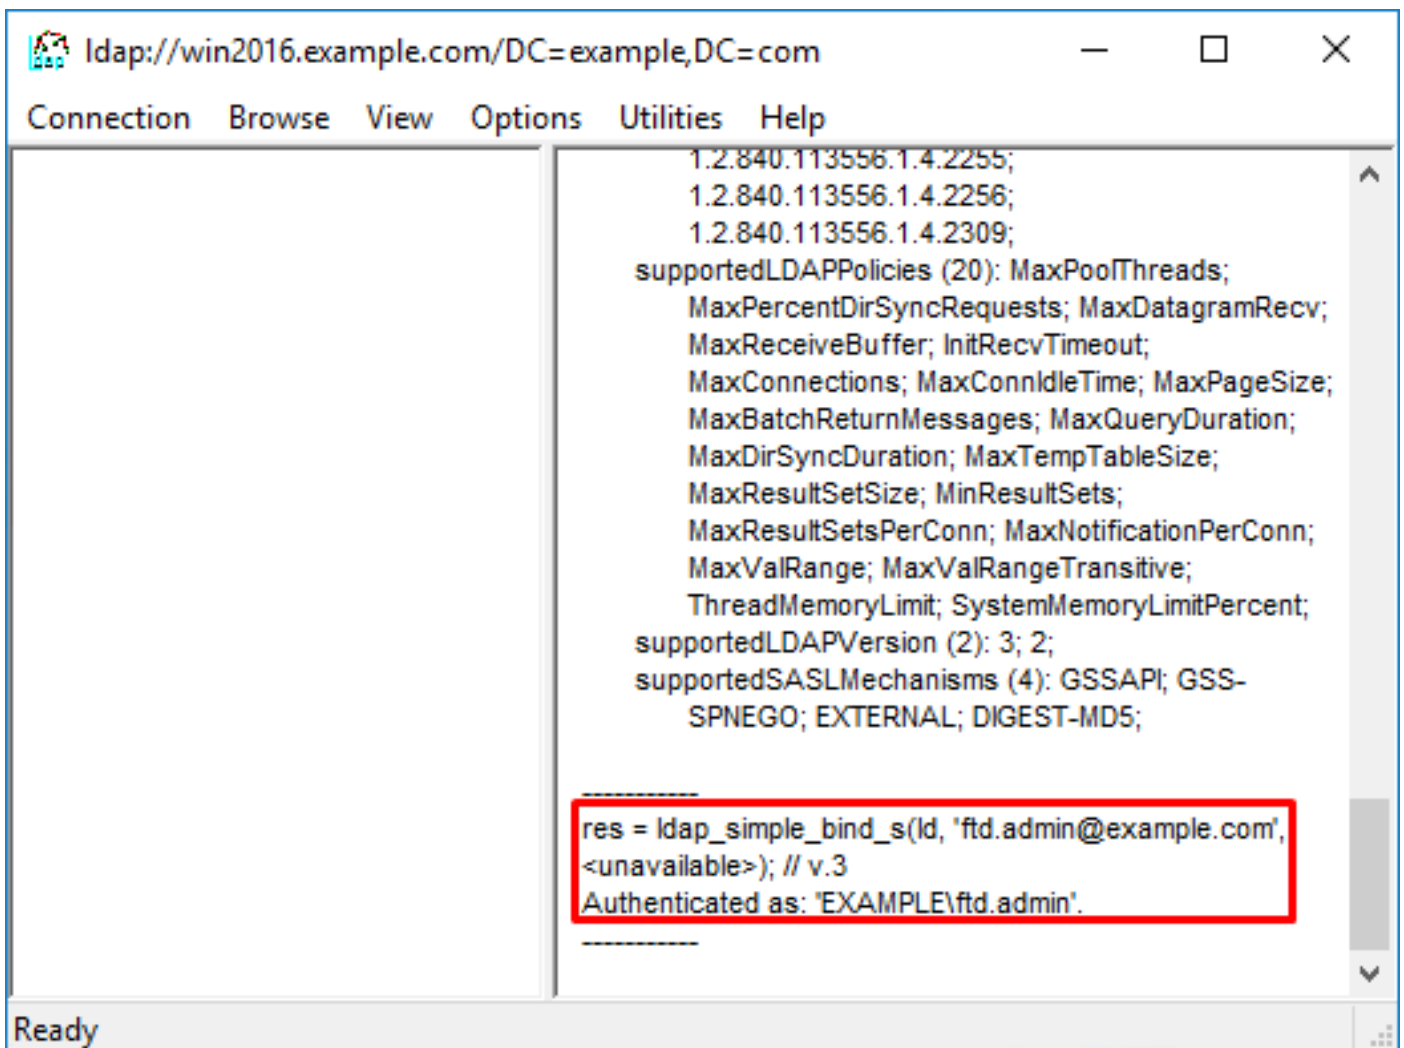 ldap://win2016.example.com/DC=example,DC=com
Connection Browse View Options Utilities Help
1.2.840.113556.1.4.2255;
1.2.840.113556.1.4.2256;
1.2.840.113556.1.4.2309;
supportedLDAPPolicies (20): MaxPoolThreads;
MaxPercentDirSyncRequests; MaxDatagramRecv;
MaxReceiveBuffer; InitRecvTimeout;
MaxConnections; MaxConnIdleTime; MaxPageSize;
MaxBatchReturnMessages; MaxQueryDuration;
MaxDirSyncDuration; MaxTempTableSize;
MaxResultSetSize; MinResultSets;
MaxResultSetsPerConn; MaxNotificationPerConn;
MaxValRange; MaxValRangeTransitive;
ThreadMemoryLimit; SystemMemoryLimitPercent;
supportedLDAPVersion (2): 3; 2;
supportedSASLMechanisms (4): GSSAPI; GSS-
SPNEGO; EXTERNAL; DIGEST-MD5;
-----------
res = ldap_simple_bind_s(ld, 'ftd.admin@example.com',
<unavailable>); // v.3
Authenticated as: 'EXAMPLE\ftd.admin'.
-----------
Ready